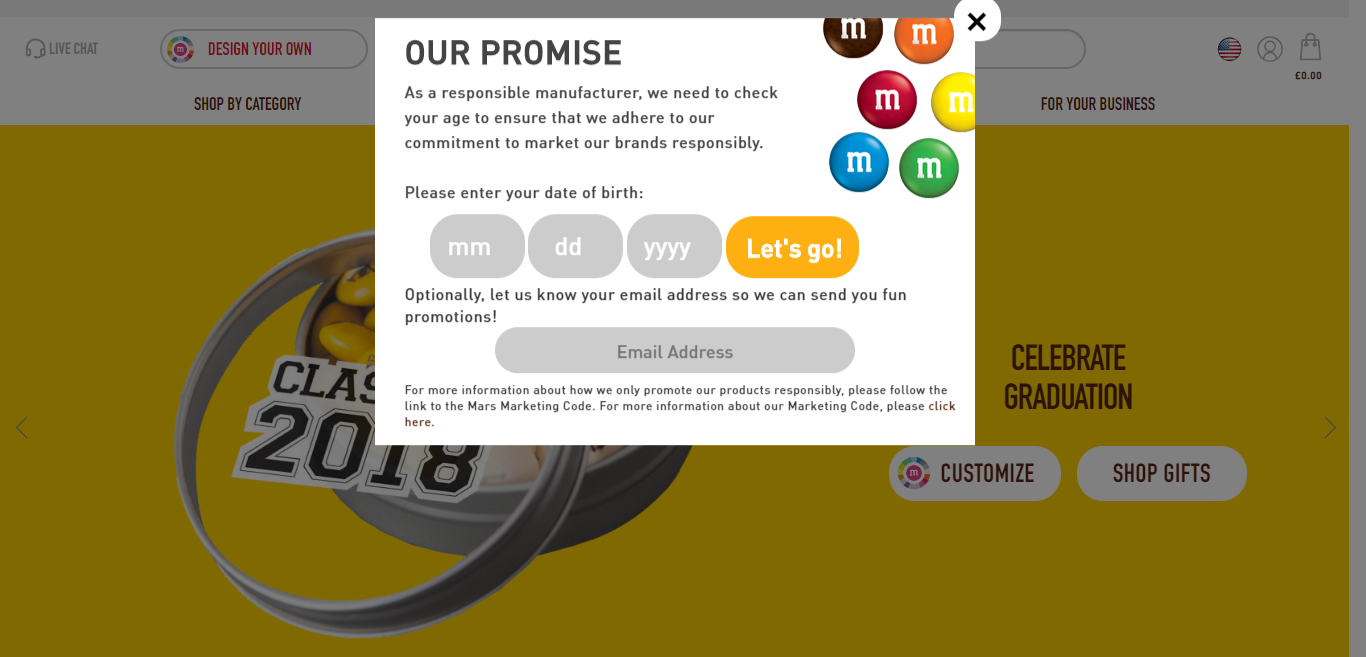 LIVE CHAT
DESIGN YOUR OWN
£0.00
SHOP BY CATEGORY
FOR YOUR BUSINESS
OUR PROMISE
As a responsible manufacturer, we need to check
your age to ensure that we adhere to our
commitment to market our brands responsibly.
Please enter your date of birth:
mm
dd
yyyy
Let's go!
Optionally, let us know your email address so we can send you fun
promotions!
Email Address
For more information about how we only promote our products responsibly, please follow the
link to the Mars Marketing Code. For more information about our Marketing Code, please click
here.
m
m
m
m
m
m
CLAS
2018
CELEBRATE
GRADUATION
m
CUSTOMIZE
SHOP GIFTS